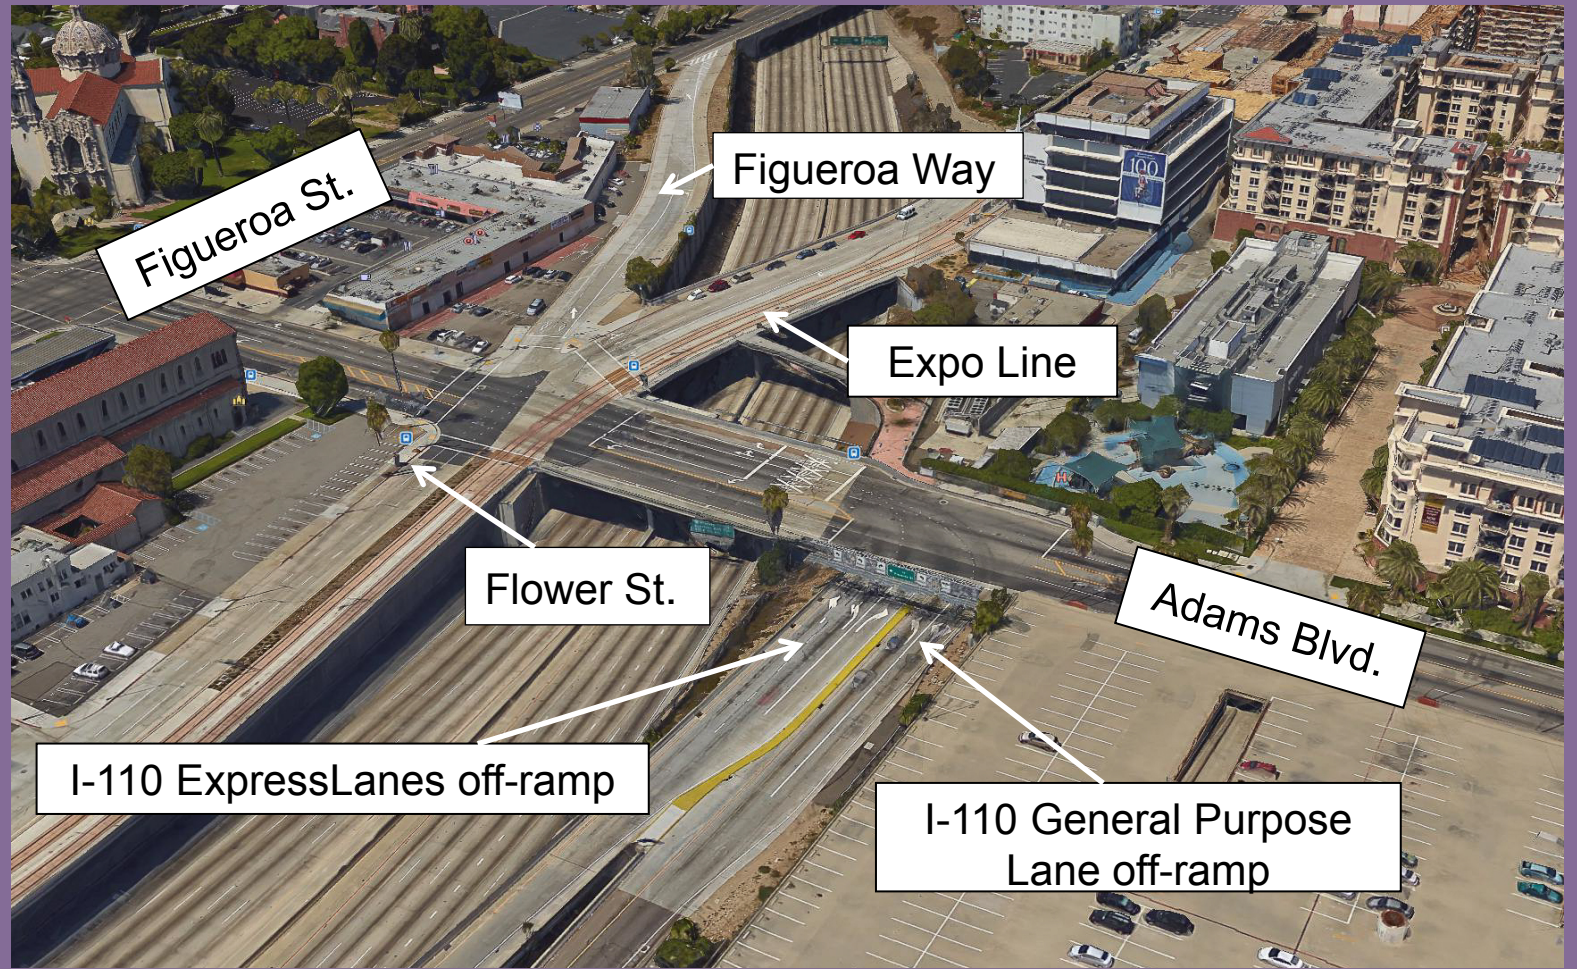 Figueroa Way
100
Figueroa St.
Expo Line
H
Flower St.
Adams Blvd.
I-110 ExpressLanes off-ramp
I-110 General Purpose
Lane off-ramp